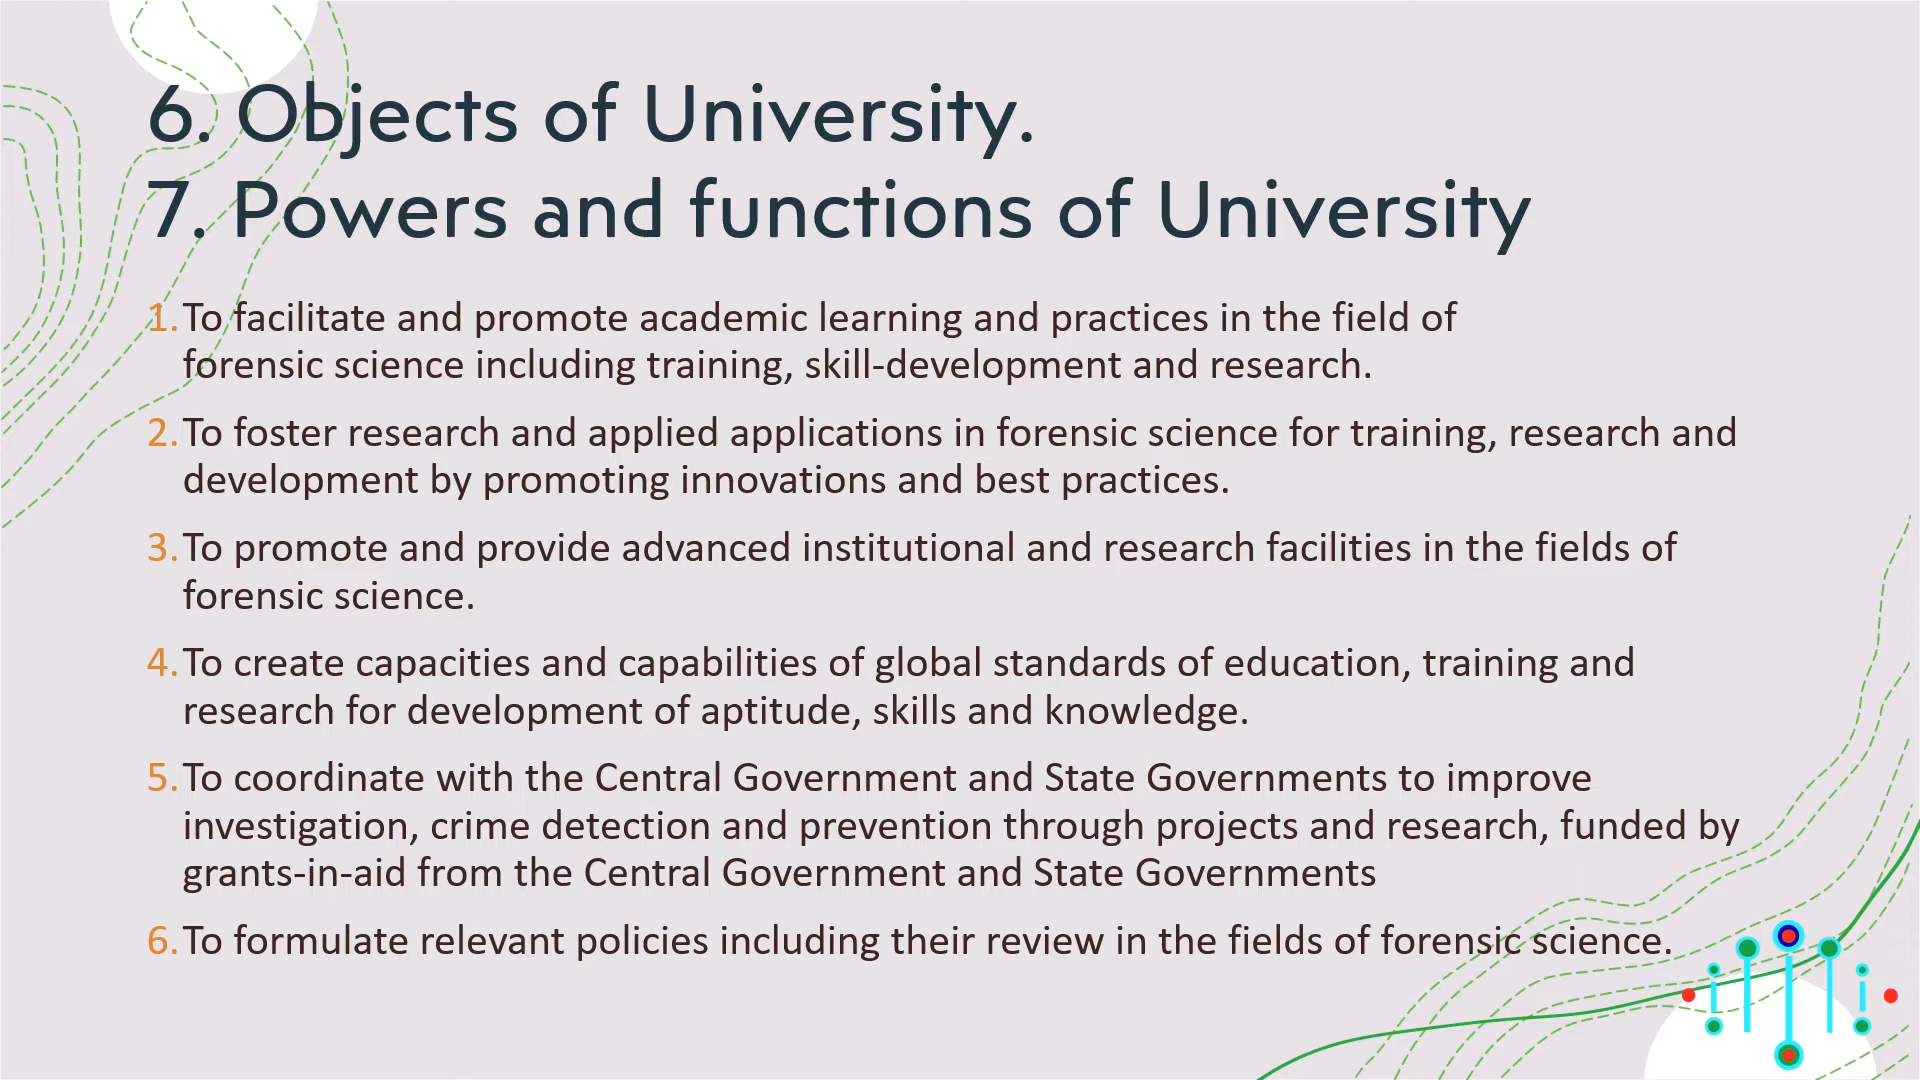 6. Objects of University.
7. Powers and functions of University
1. To facilitate and promote academic learning and practices in the field of
forensic science including training, skill-development and research.
2. To foster research and applied applications in forensic science for training, research and
development by promoting innovations and best practices.
3. To promote and provide advanced institutional and research facilities in the fields of
forensic science.
4. To create capacities and capabilities of global standards of education, training and
research for development of aptitude, skills and knowledge.
5. To coordinate with the Central Government and State Governments to improve
investigation, crime detection and prevention through projects and research, funded by
grants-in-aid from the Central Government and State Governments
6. To formulate relevant policies including their review in the fields of forensic science.